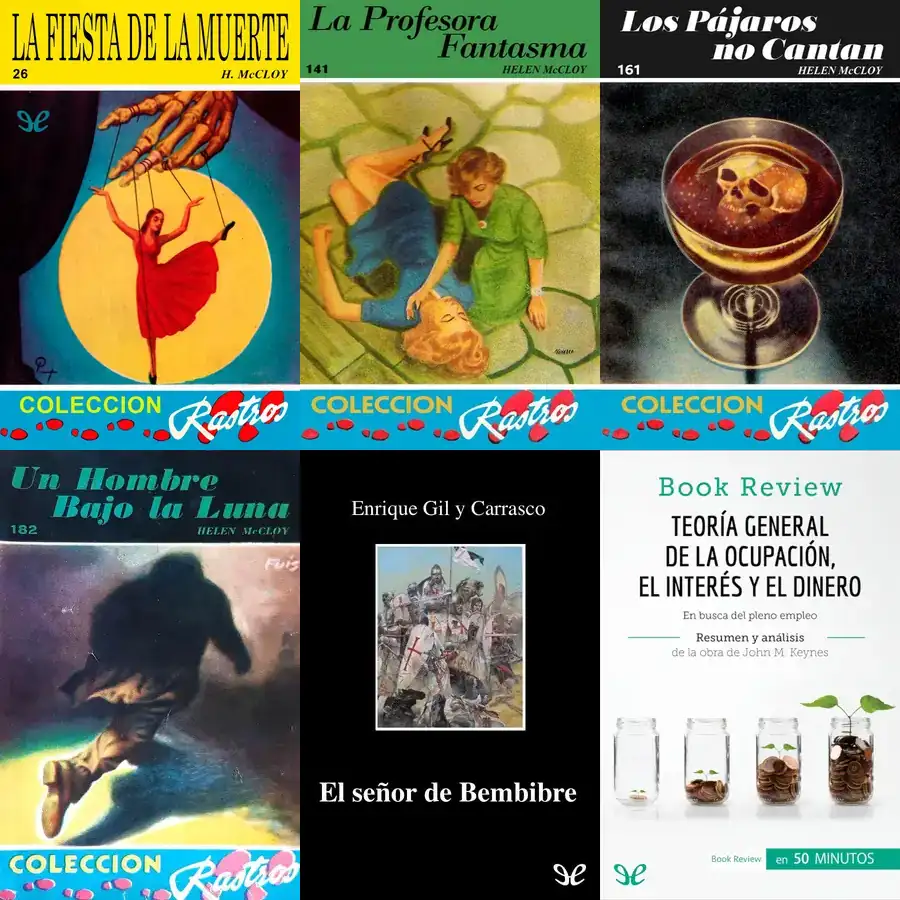 LA FIESTA DE LA MUERTE
26
H. McCLOY
COLECCION
Rastros
La Profesora
Fantasma
141
HELEN McCLOY
COLECCION
Rastros
Los Pájaros
no Cantan
161
HELEN McCLOY
COLECCION
Rastros
Un Hombre
Bajo la Luna
182
HELEN McCLOY
COLECCION
Rastros
Enrique Gil y Carrasco
El señor de Bembibre
Book Review
TEORÍA GENERAL
DE LA OCUPACIÓN,
EL INTERÉS Y EL DINERO
En busca del pleno empleo
Resumen y análisis
de la obra de John M. Keynes
Book Review en 50 MINUTOS